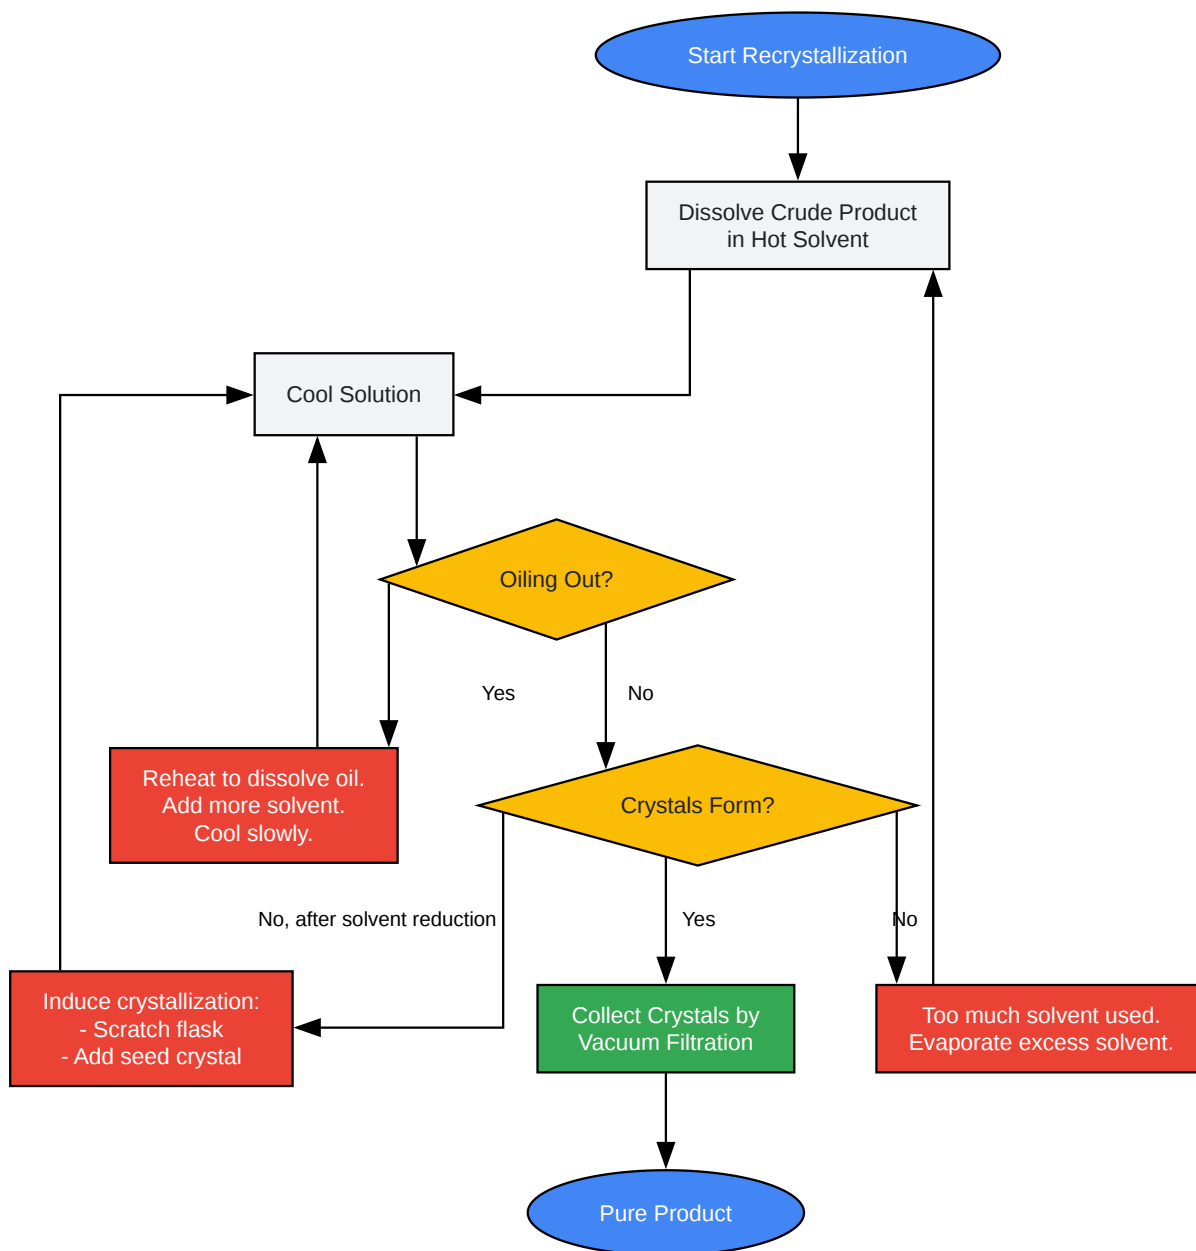 Start Recrystallization
Dissolve Crude Product
in Hot Solvent
Cool Solution
Oiling Out?
Yes
No
Reheat to dissolve oil.
Add more solvent.
Cool slowly.
Crystals Form?
No, after solvent reduction
Yes
No
Induce crystallization:
- Scratch flask
- Add seed crystal
Collect Crystals by
Vacuum Filtration
Too much solvent used.
Evaporate excess solvent.
Pure Product